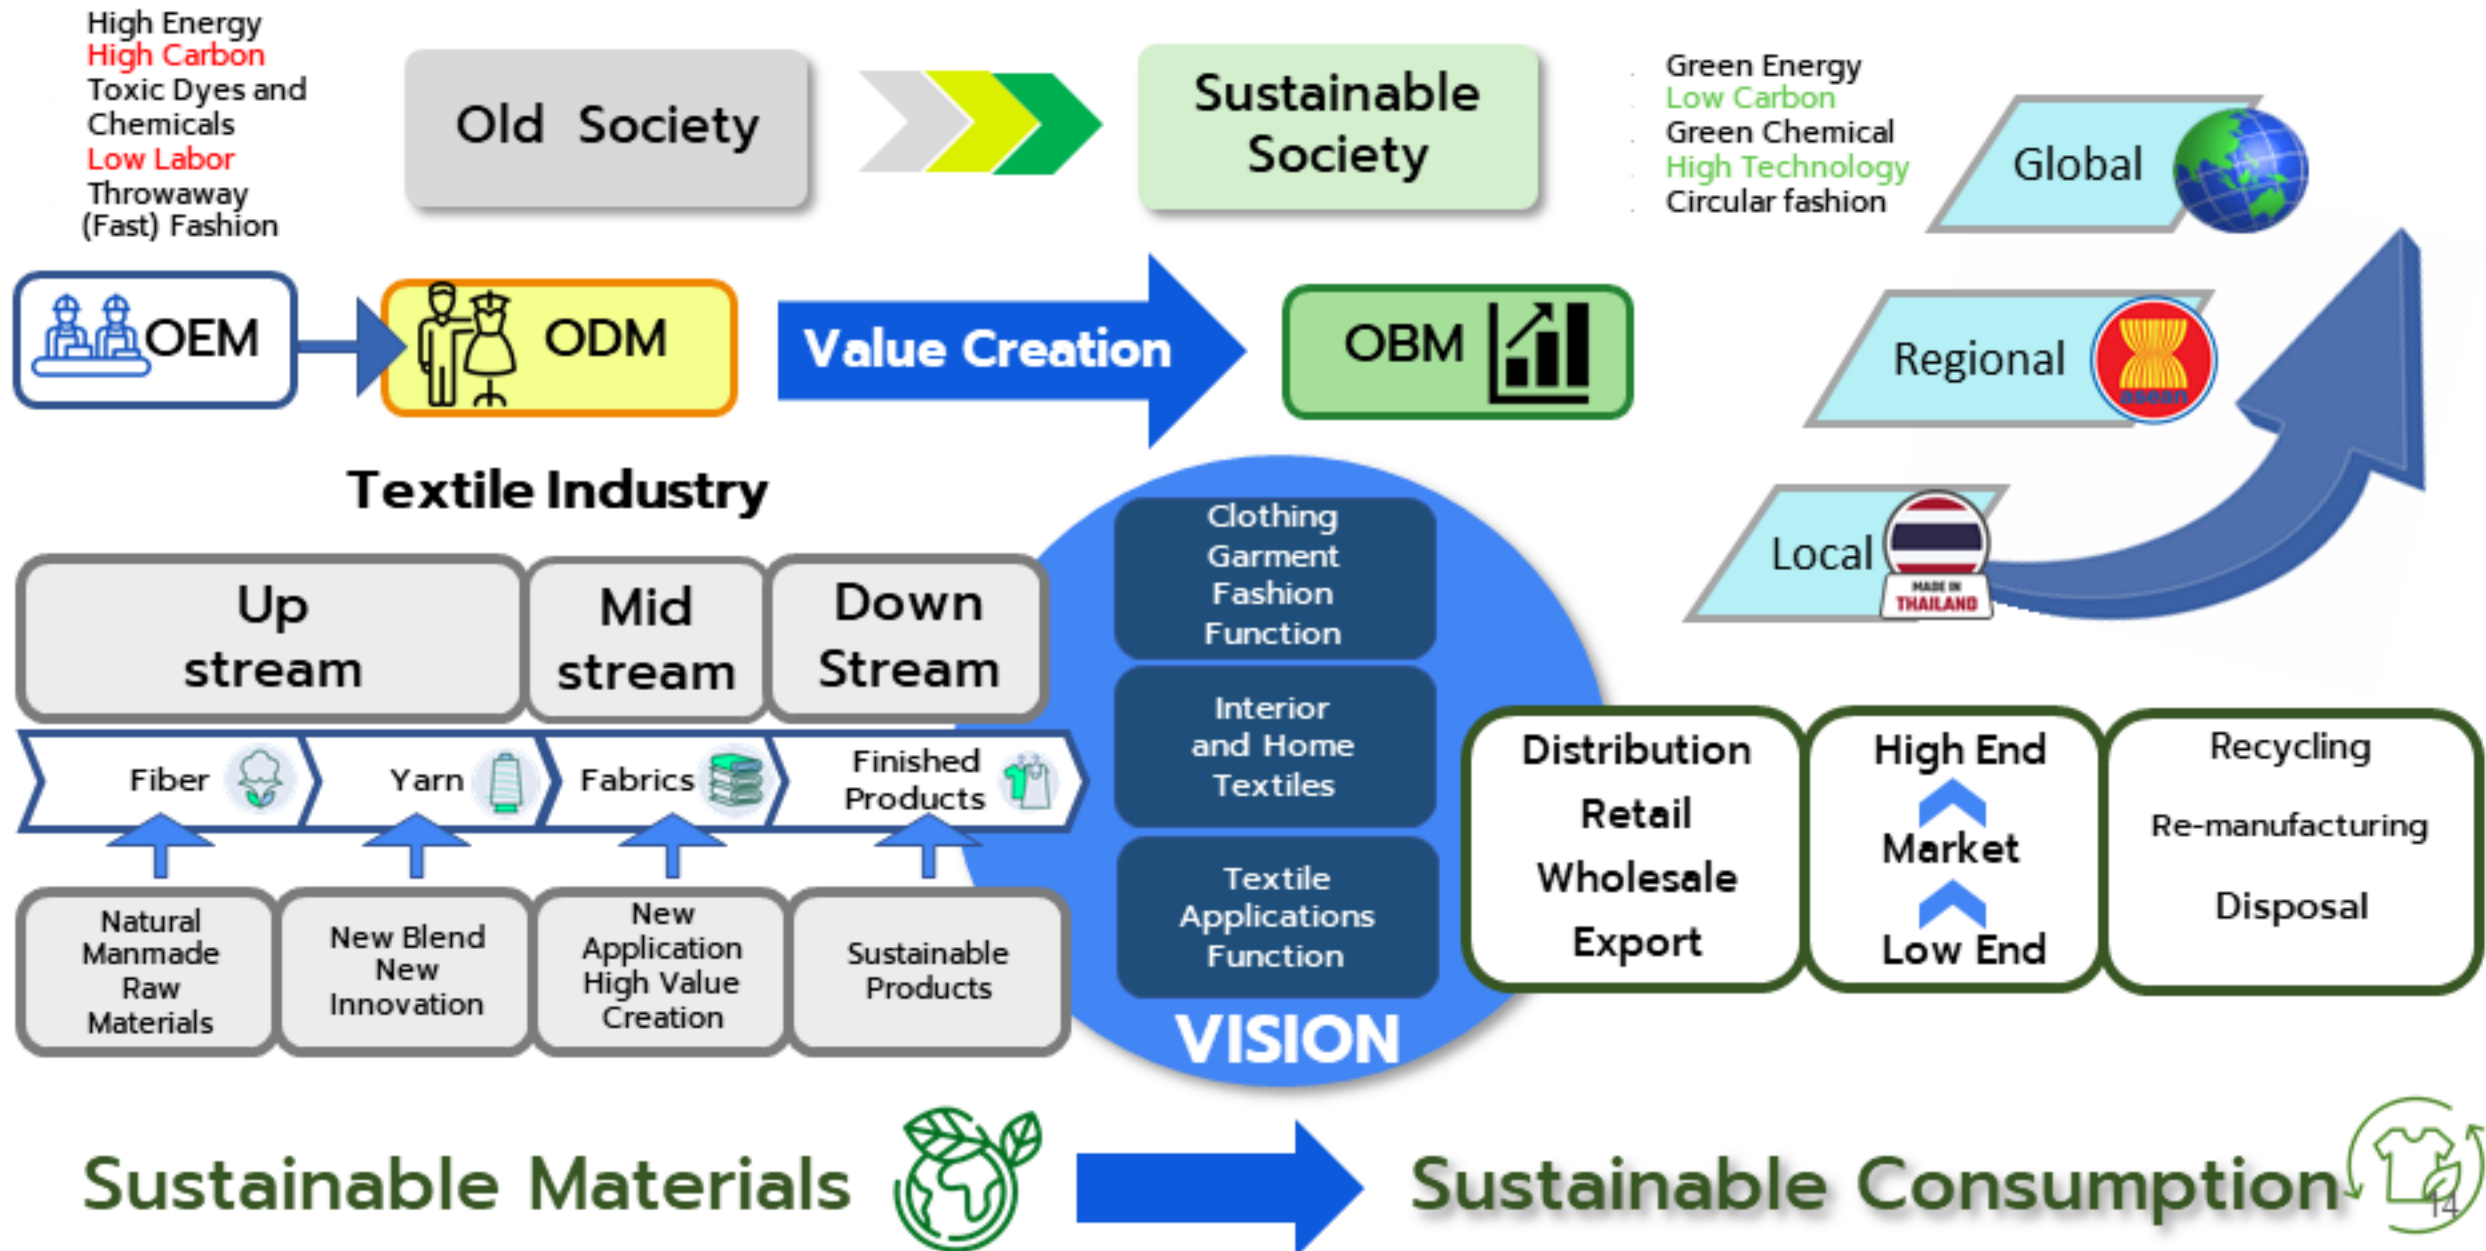 High Energy
High Carbon
Toxic Dyes and
Chemicals
Low Labor
Throwaway
(Fast) Fashion
Old Society
Sustainable
Society
Green Energy
Low Carbon
Green Chemical
High Technology
Circular fashion
Global
OEM
ODM
Value Creation
OBM
Regional
asean
Local
MADE IN
THAILAND
Textile Industry
Up
stream
Mid
stream
Down
Stream
Fiber
Yarn
Fabrics
Finished
Products
Natural
Manmade
Raw
Materials
New Blend
New
Innovation
New
Application
High Value
Creation
Sustainable
Products
Clothing
Garment
Fashion
Function
Interior
and Home
Textiles
Textile
Applications
Function
VISION
Distribution
Retail
Wholesale
Export
High End
Market
Low End
Recycling
Re-manufacturing
Disposal
Sustainable Materials
Sustainable Consumption
14